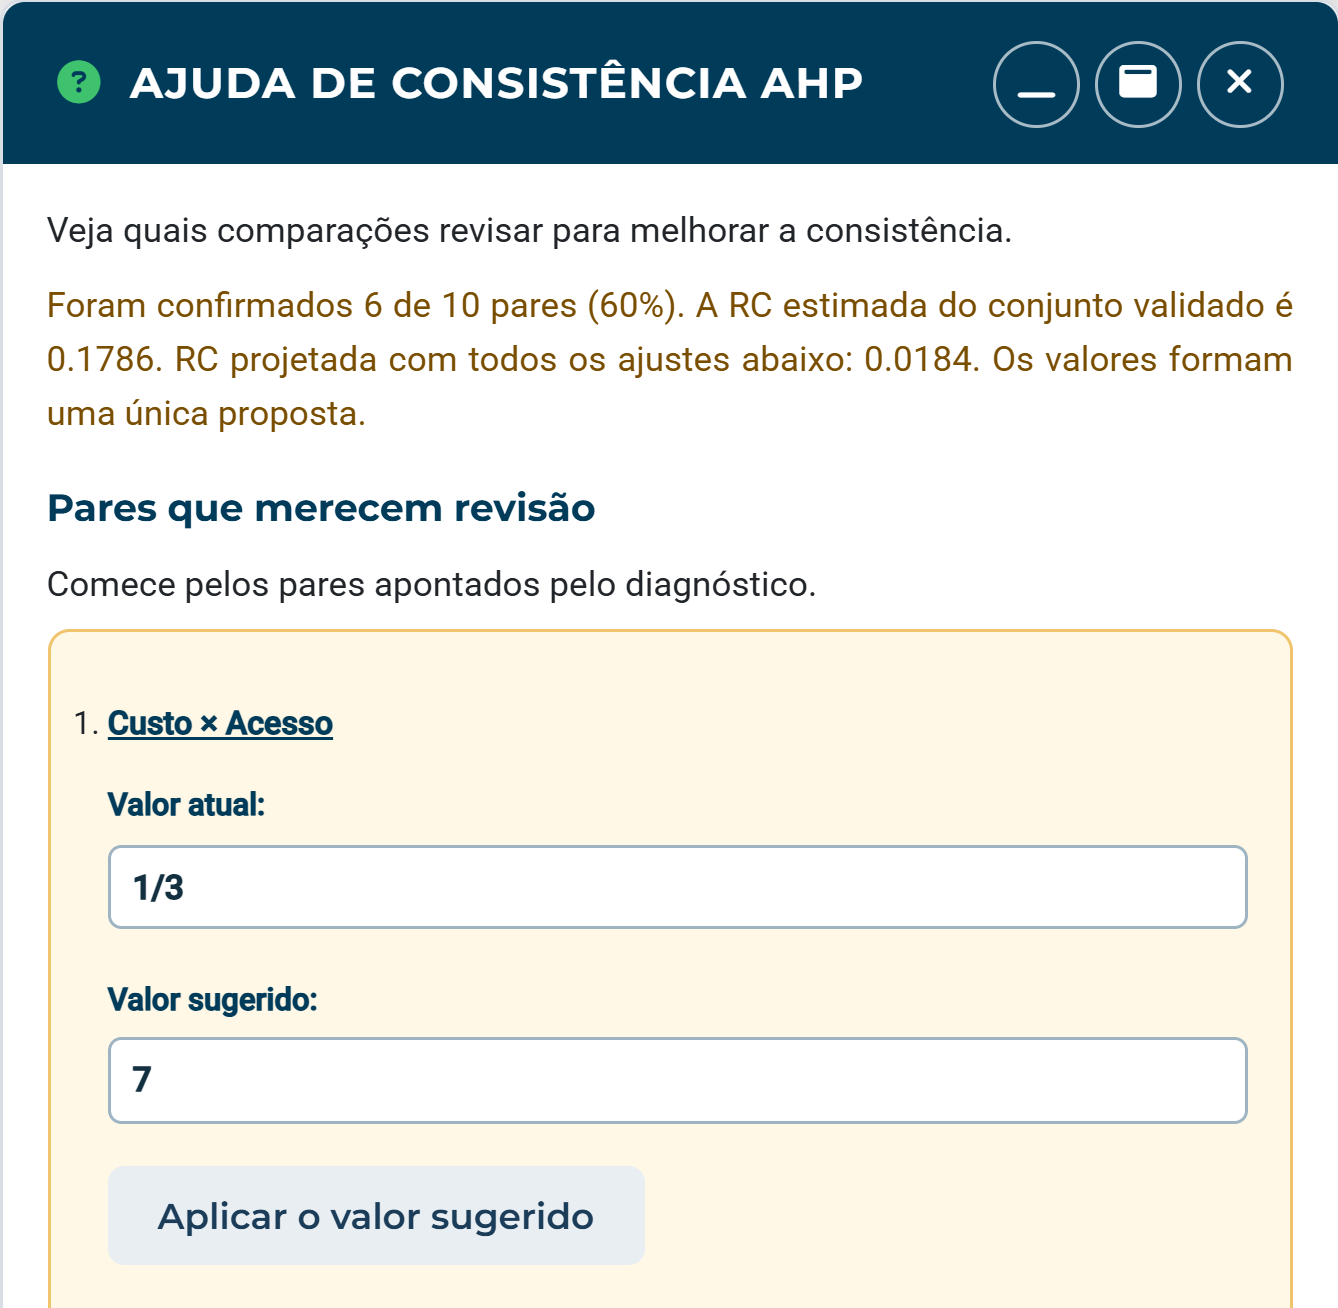 ? AJUDA DE CONSISTÊNCIA AHP
Veja quais comparações revisar para melhorar a consistência.
Foram confirmados 6 de 10 pares (60%). A RC estimada do conjunto validado é
0.1786. RC projetada com todos os ajustes abaixo: 0.0184. Os valores formam
uma única proposta.
Pares que merecem revisão
Comece pelos pares apontados pelo diagnóstico.
1. Custo × Acesso
Valor atual:
1/3
Valor sugerido:
7
Aplicar o valor sugerido